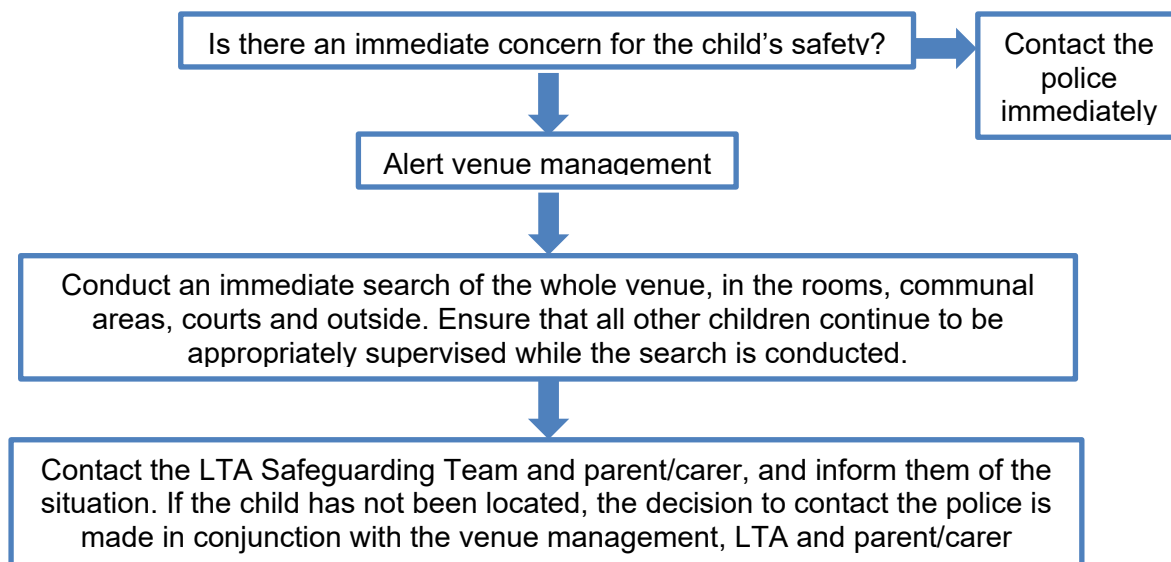 Is there an immediate concern for the child’s safety?
Contact the
police
immediately
Alert venue management
Conduct an immediate search of the whole venue, in the rooms, communal
areas, courts and outside. Ensure that all other children continue to be
appropriately supervised while the search is conducted.
Contact the LTA Safeguarding Team and parent/carer, and inform them of the
situation. If the child has not been located, the decision to contact the police is
made in conjunction with the venue management, LTA and parent/carer